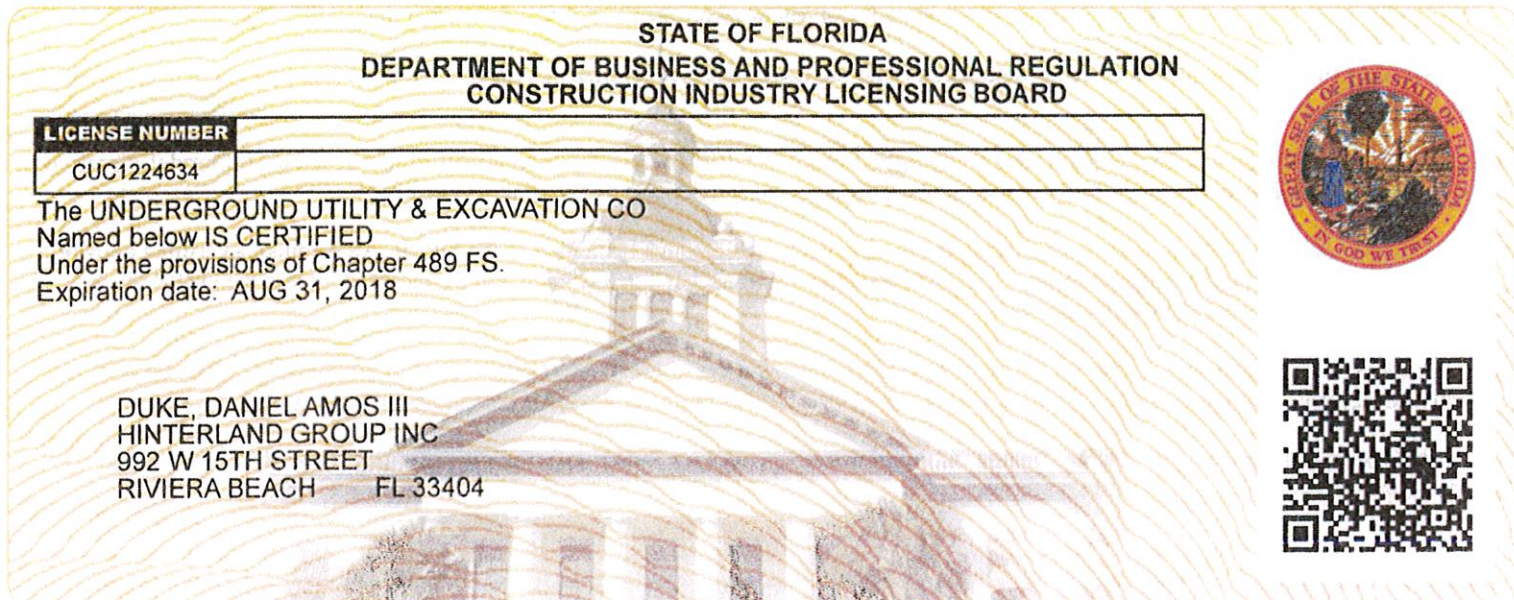 STATE OF FLORIDA
DEPARTMENT OF BUSINESS AND PROFESSIONAL REGULATION
CONSTRUCTION INDUSTRY LICENSING BOARD
LICENSE NUMBER
CUC1224634
The UNDERGROUND UTILITY & EXCAVATION CO
Named below IS CERTIFIED
Under the provisions of Chapter 489 FS.
Expiration date: AUG 31, 2018
DUKE, DANIEL AMOS III
HINTERLAND GROUP INC
992 W 15TH STREET
RIVIERA BEACH FL 33404
GREAT SEAL OF THE STATE OF FLORIDA
IN GOD WE TRUST